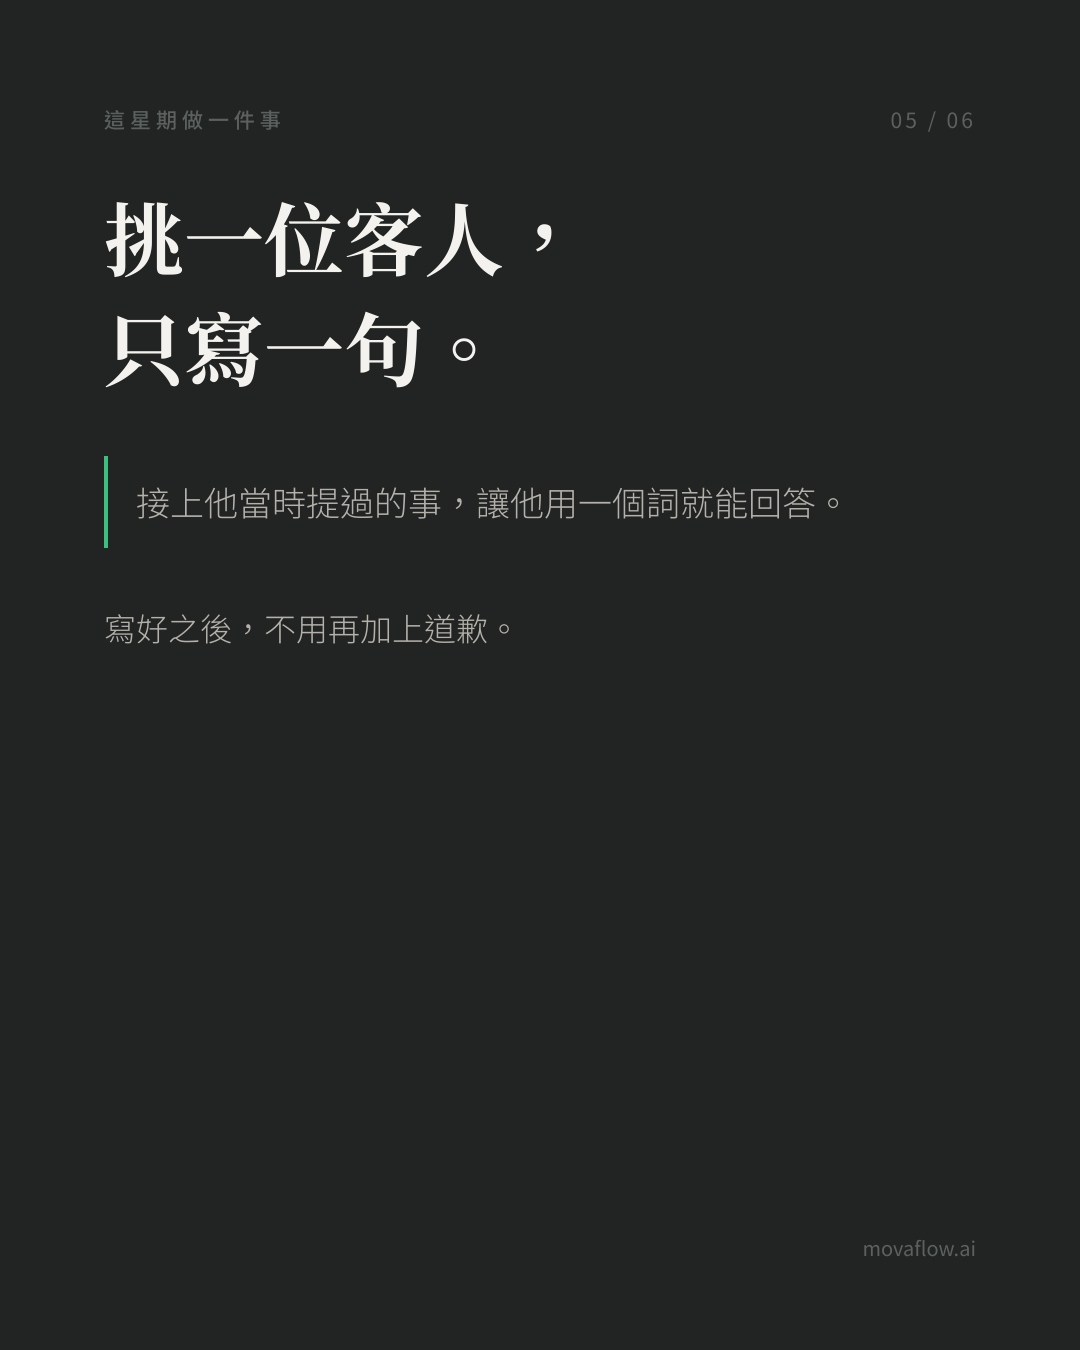 這星期做一件事
05 / 06
挑一位客人，
只寫一句。
接上他當時提過的事，讓他用一個詞就能回答。
寫好之後，不用再加上道歉。
movaflow.ai